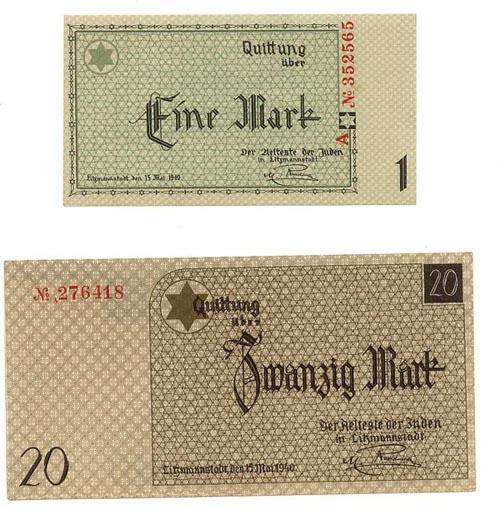 Quittung
über
Eine Mark
Der Aelteste der Juden
in Litzmannstadt
Litzmannstadt, den 15. Mai 1940
A № 352565
1
№ 276418
20
Quittung
über
Zwanzig Mark
Der Aelteste der Juden
in Litzmannstadt
Litzmannstadt, den 15. Mai 1940
20